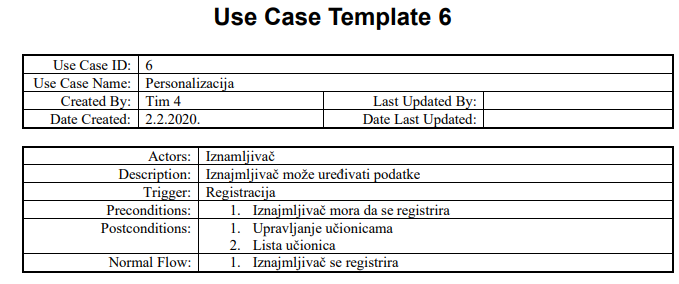 Use Case Template 6
Use Case ID: 6
Use Case Name: Personalizacija
Created By: Tim 4 Last Updated By:
Date Created: 2.2.2020. Date Last Updated:
Actors: Iznamljivač
Description: Iznajmljivač može uređivati podatke
Trigger: Registracija
Preconditions: 1. Iznajmljivač mora da se registrira
Postconditions: 1. Upravljanje učionicama
2. Lista učionica
Normal Flow: 1. Iznajmljivač se registrira